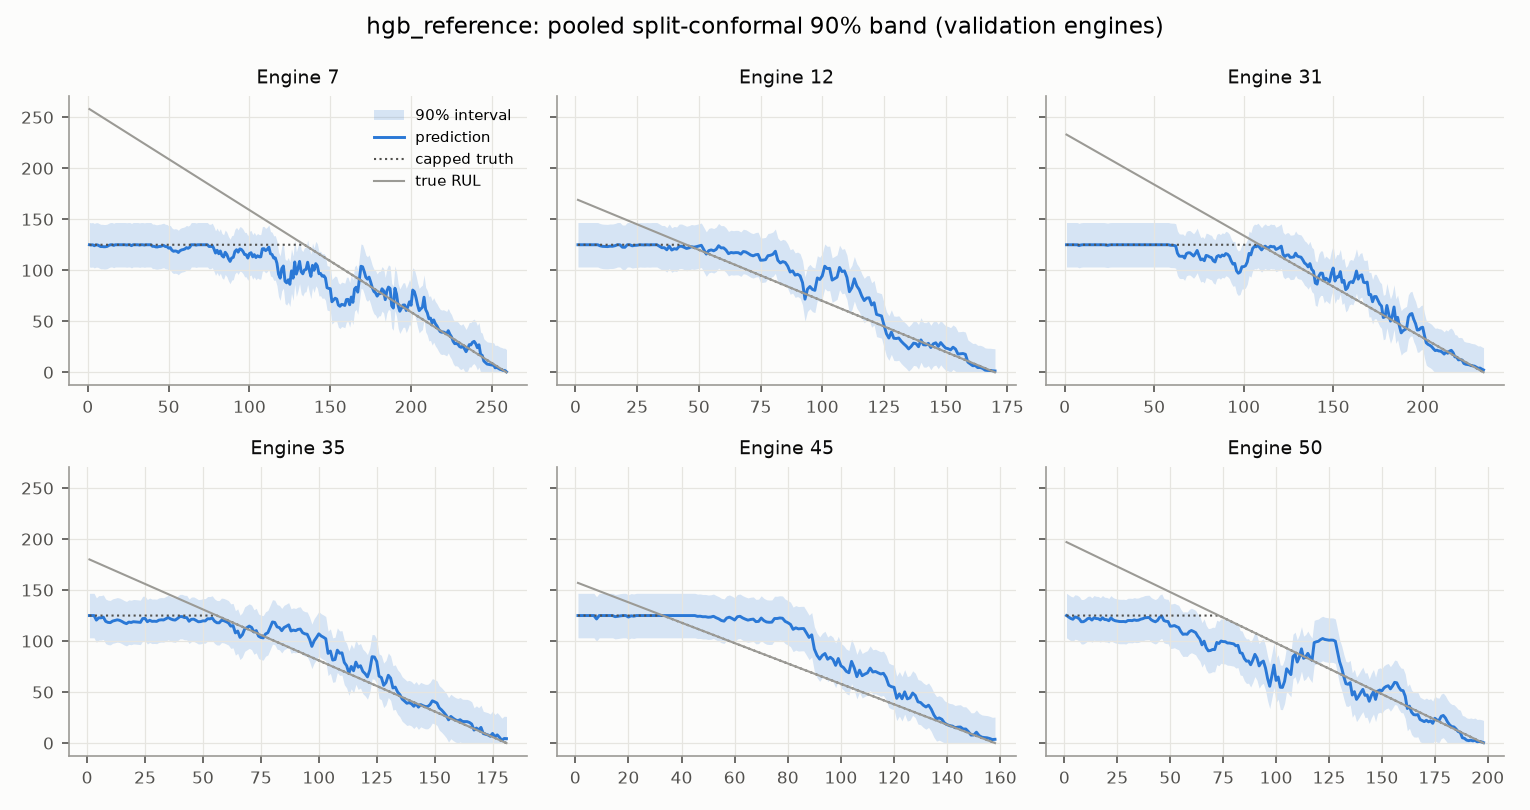 hgb_reference: pooled split-conformal 90% band (validation engines)
Engine 7
Engine 12
Engine 31
90% interval
prediction
capped truth
true RUL
250
200
150
100
50
0
0 50 100 150 200 250
0 25 50 75 100 125 150 175
0 50 100 150 200
Engine 35
Engine 45
Engine 50
250
200
150
100
50
0
0 25 50 75 100 125 150 175
0 20 40 60 80 100 120 140 160
0 25 50 75 100 125 150 175 200